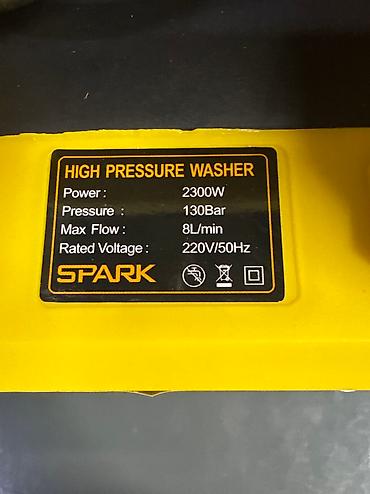 HIGH PRESSURE WASHER
Power : 2300W
Pressure : 130Bar
Max Flow : 8L/min
Rated Voltage : 220V/50Hz
SPARK